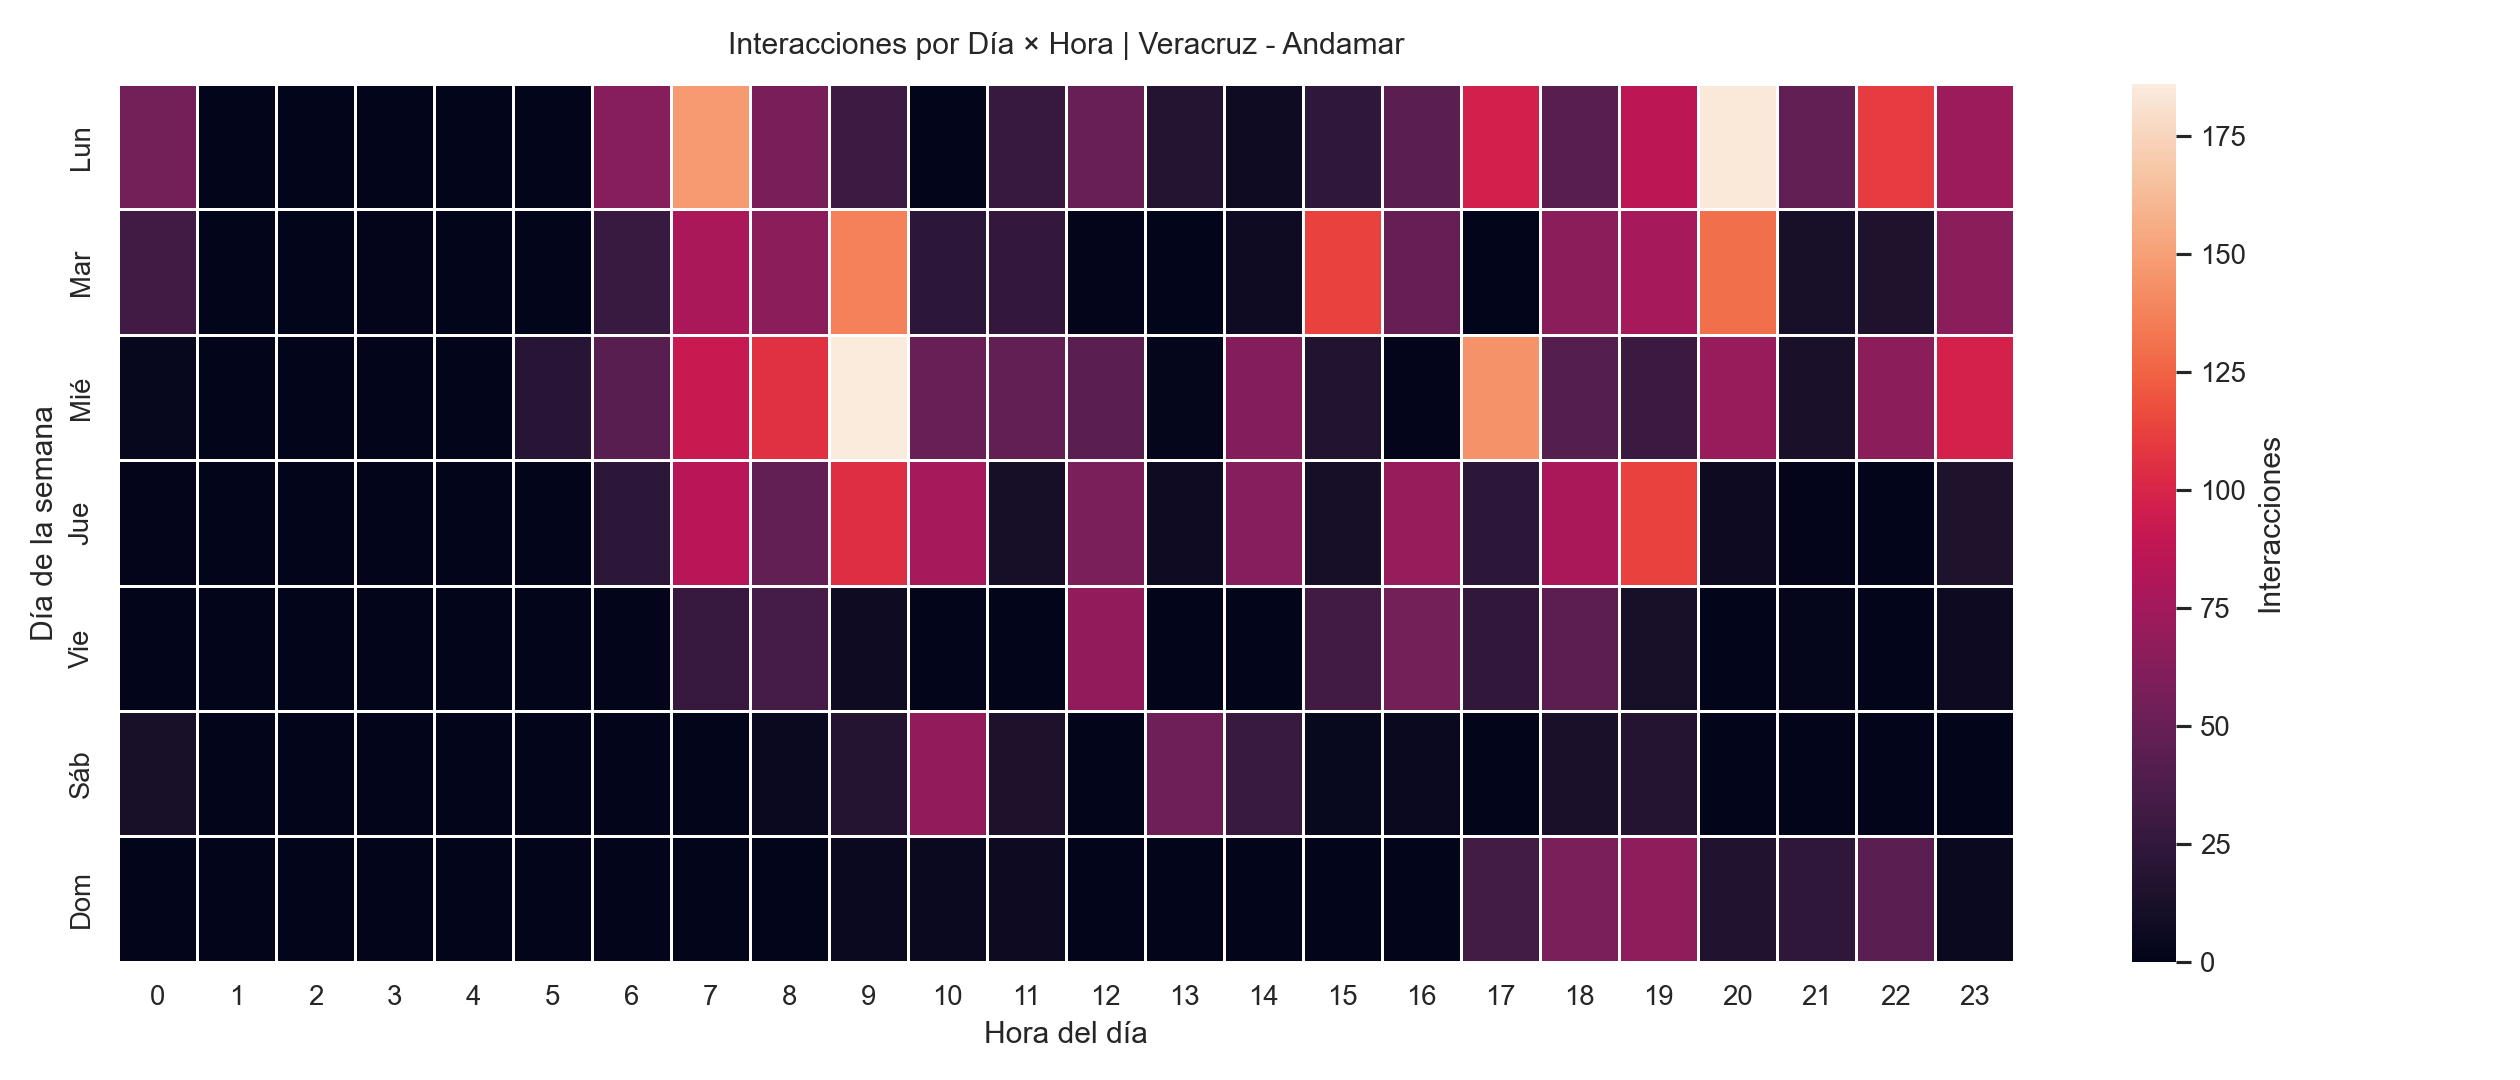 Interacciones por Día × Hora | Veracruz - Andamar
Día de la semana
Lun
Mar
Mié
Jue
Vie
Sáb
Dom
0 1 2 3 4 5 6 7 8 9 10 11 12 13 14 15 16 17 18 19 20 21 22 23
Hora del día
175
150
125
100
75
50
25
0
Interacciones